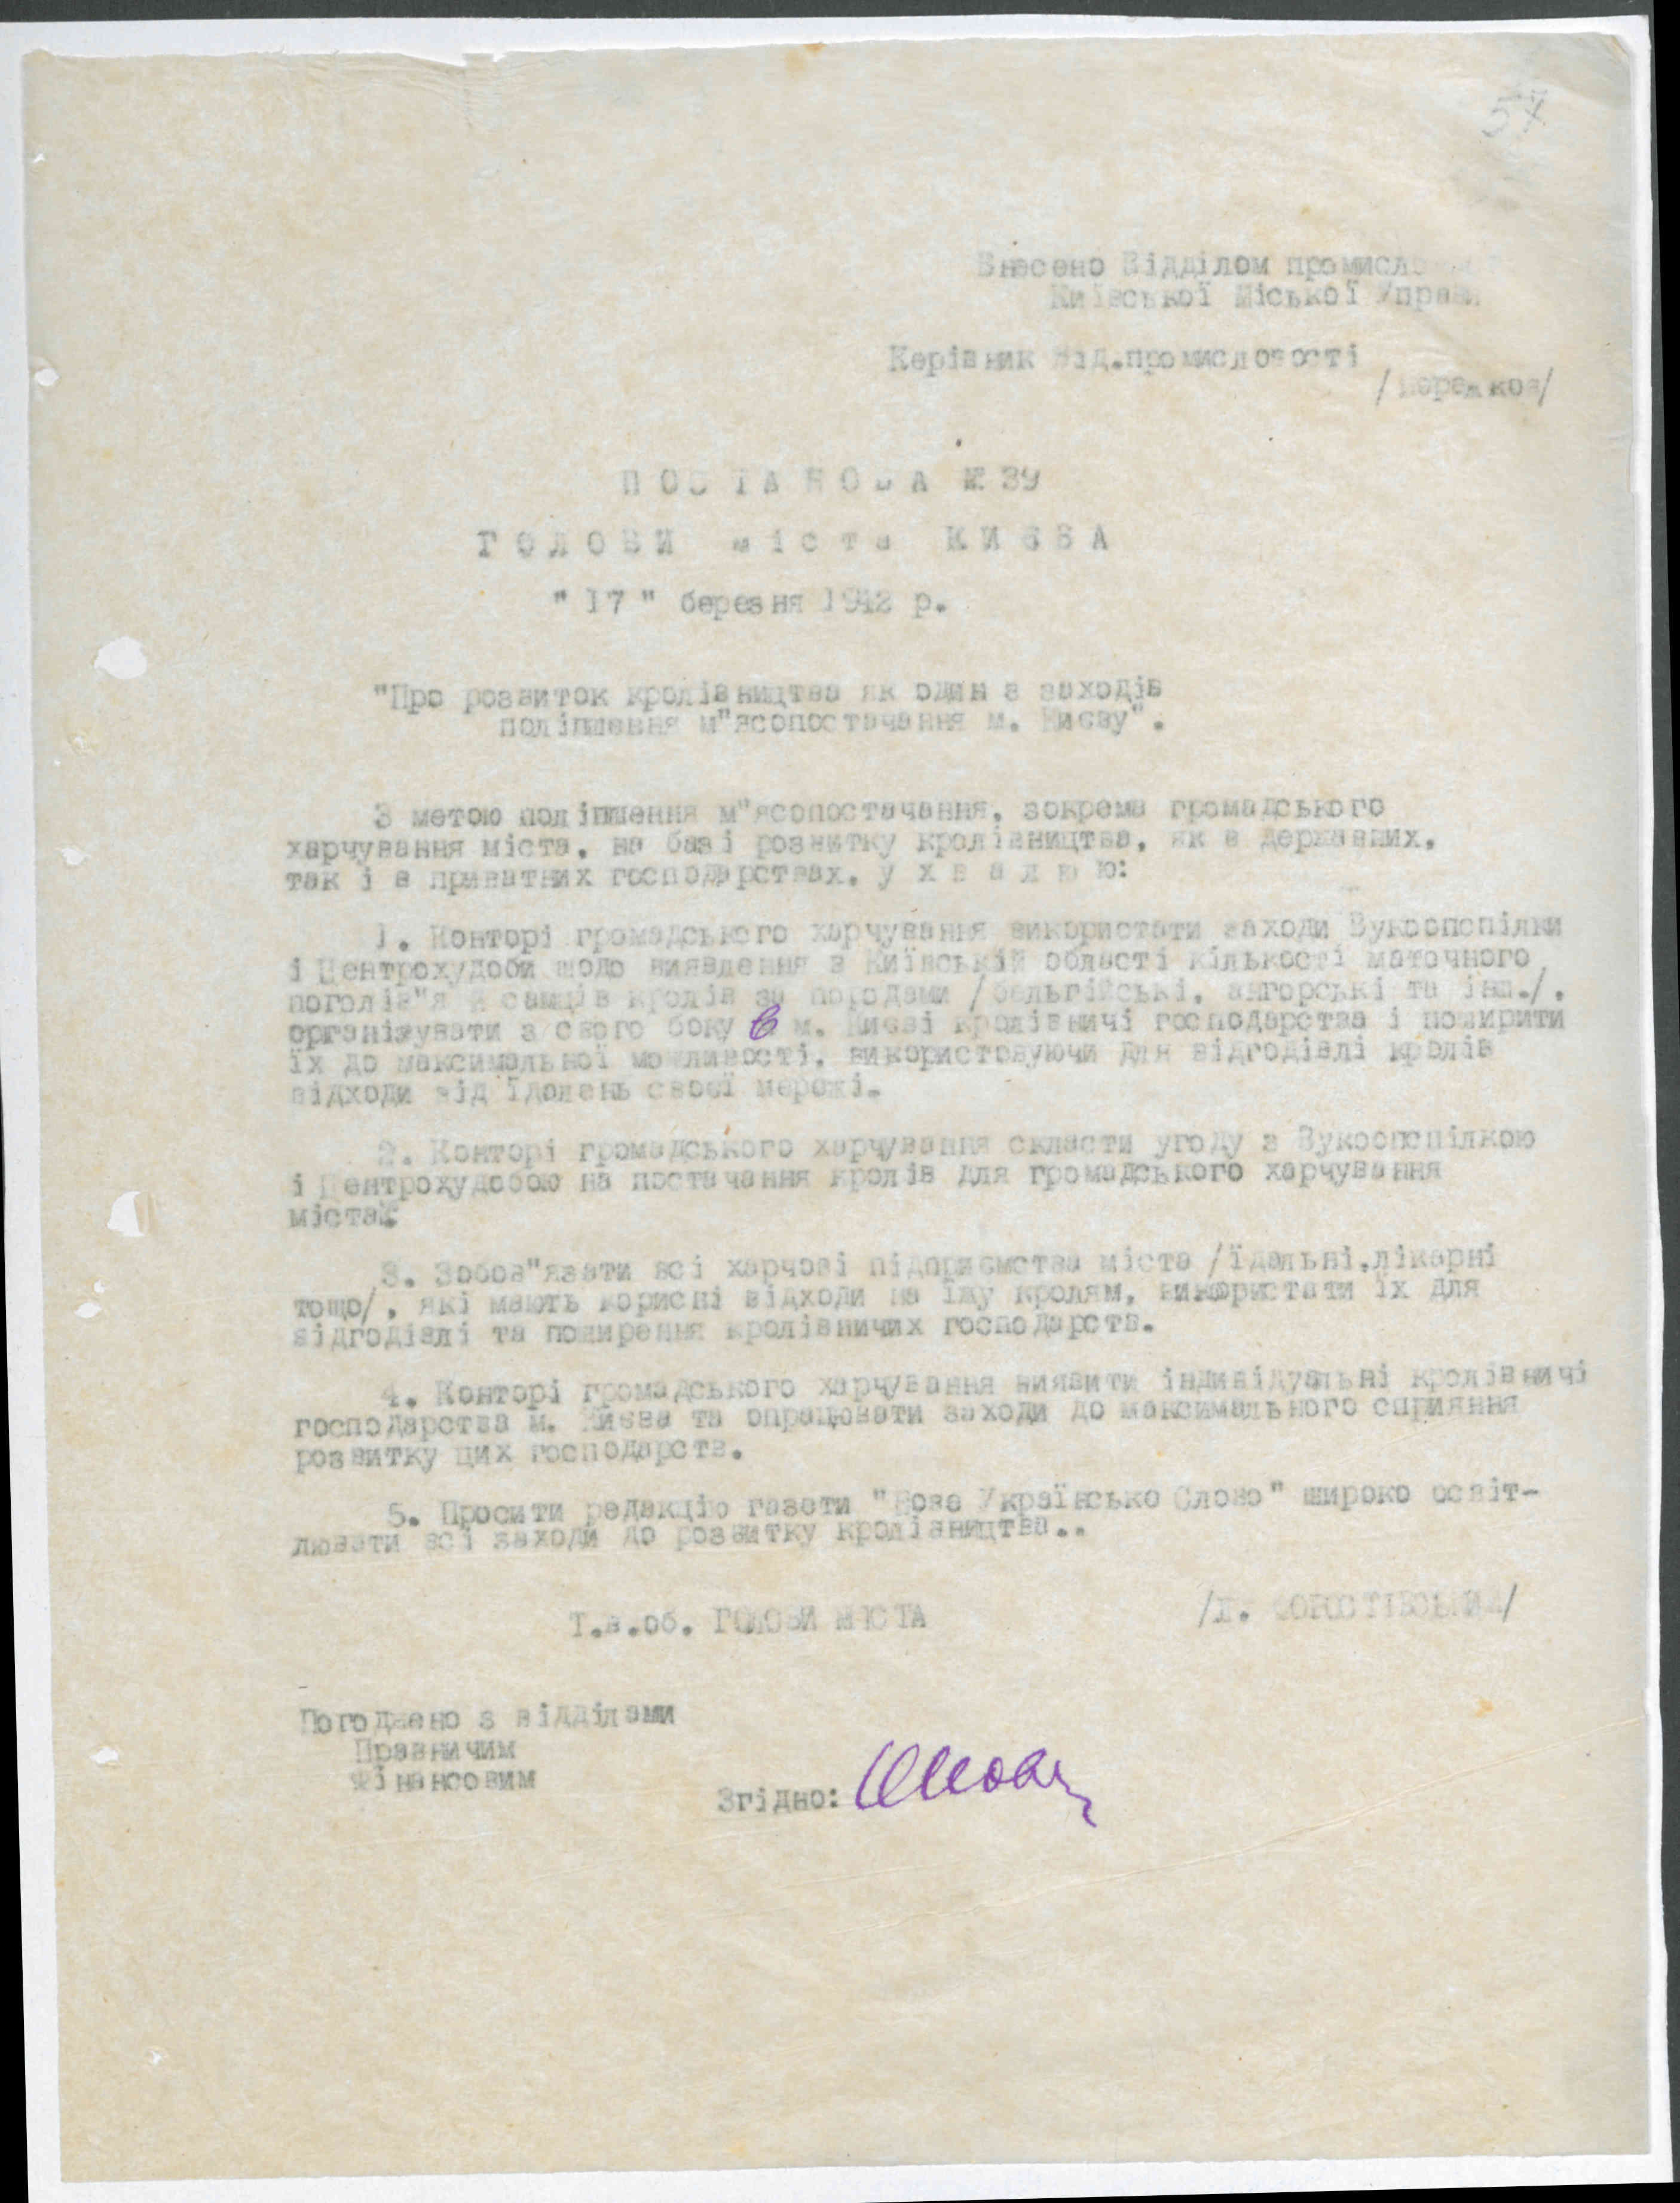 57
Внесено Відділом промисло
Київської Міської Управи
Керівник Від.промисловості
ПОСТАНОВА № 39
ГОЛОВИ міста КИЄВА
"17" березня 1942 р.
"Про розвиток кролівництва як один з заходів
поліпшення м"ясопостачання м. Києву".
З метою поліпшення м"ясопостачання, зокрема громадського
харчування міста, на базі розвитку кролівництва, як в державних,
так і в приватних господарствах, у х в а л ю ю:
1. Конторі громадського харчування використати заходи Вукоопспілки
і Центрохудоби щодо виявлення в Київській області кількості маточного
поголів"я й самців кролів за породами /бельгійські, ангорські та інш./,
організувати з свого боку в м. Києві кролівничі господарства і поширити
їх до максимальної можливості, використовуючи для відгодівлі кролів
відходи від їдалень своєї мережі.
2. Конторі громадського харчування скласти угоду з Вукоопспілкою
і Центрохудобою на постачання кролів для громадського харчування
міста.
3. Зобов"язати всі харчові підприємства міста /їдальні,лікарні
тощо/, які мають корисні відходи на їжу кролям, використати їх для
відгодівлі та поширення кролівничих господарств.
4. Конторі громадського харчування виявити індивідуальні кролівничі
господарства м. Києва та опрацювати заходи до максимального сприяння
розвитку цих господарств.
5. Просити редакцію газети "Нове Українське Слово" широко освіт-
лювати всі заходи до розвитку кролівництва..
Т.в.об. ГОЛОВИ МІСТА /Л. ФОРОСТІВСЬКИЙ/
Погоджено з відділами
Правничим
Фінансовим
Згідно: